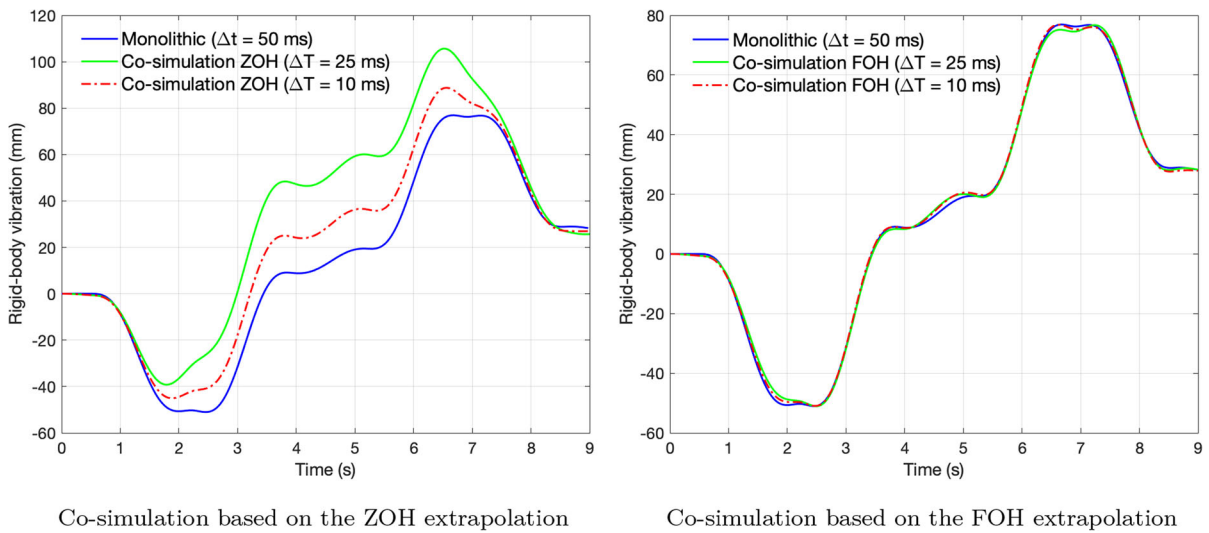 120
100
80
60
40
20
0
-20
-40
-60
Rigid-body vibration (mm)
Monolithic (Δt = 50 ms)
Co-simulation ZOH (ΔT = 25 ms)
Co-simulation ZOH (ΔT = 10 ms)
0 1 2 3 4 5 6 7 8 9
Time (s)
Co-simulation based on the ZOH extrapolation
80
60
40
20
0
-20
-40
-60
Rigid-body vibration (mm)
Monolithic (Δt = 50 ms)
Co-simulation FOH (ΔT = 25 ms)
Co-simulation FOH (ΔT = 10 ms)
0 1 2 3 4 5 6 7 8 9
Time (s)
Co-simulation based on the FOH extrapolation